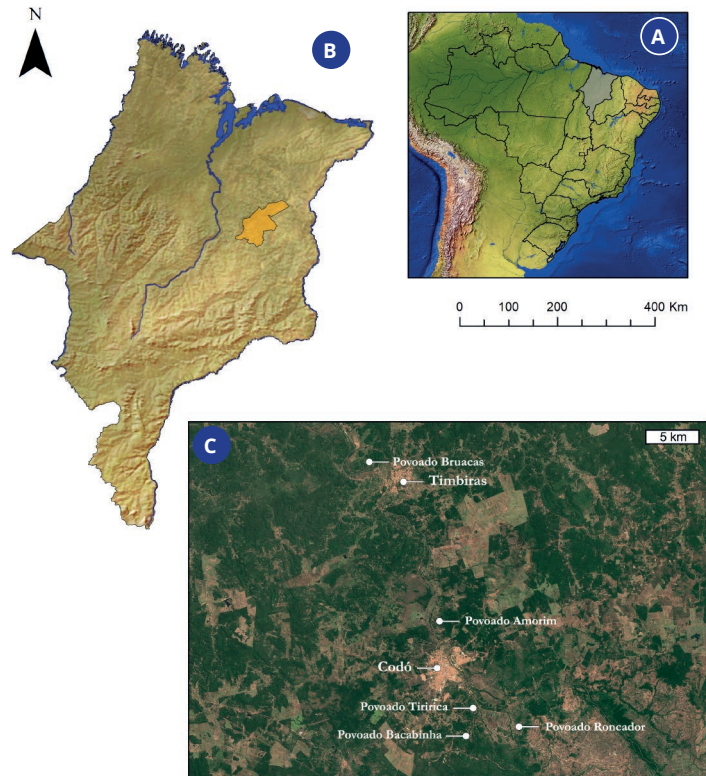 N
B
A
0 100 200 400 Km
C
5 km
Povoado Bruacas
Timbiras
Povoado Amorim
Codó
Povoado Tiririca
Povoado Roncador
Povoado Bacabinha